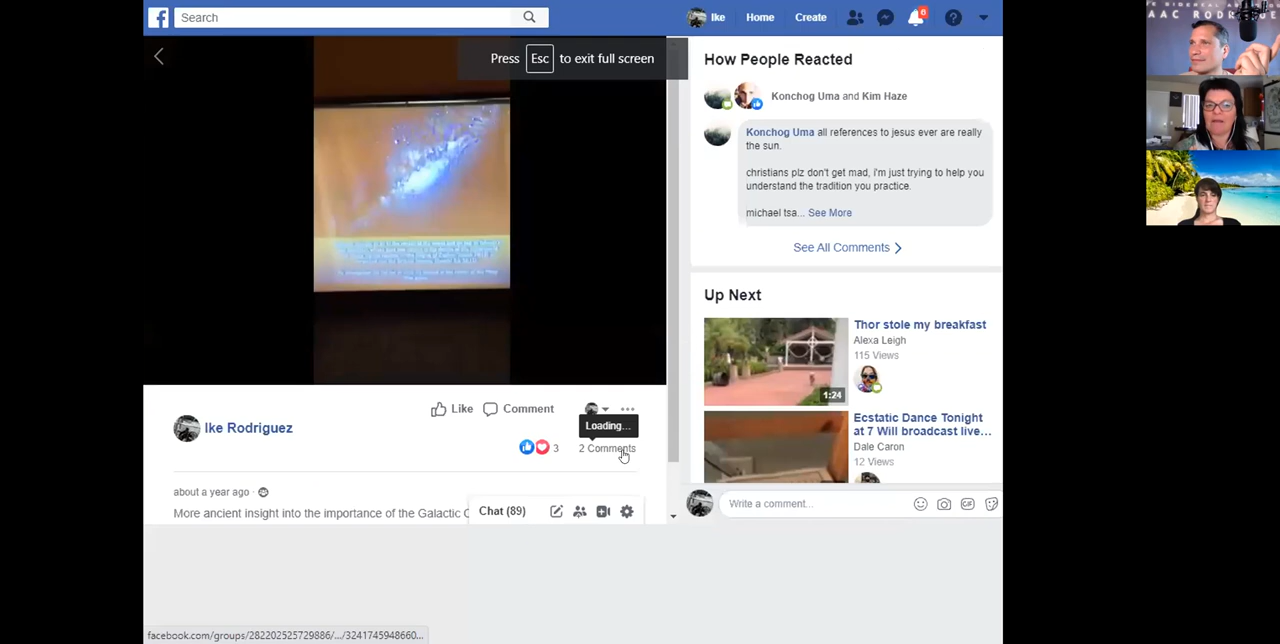 Search
Ike
Home
Create
6
Press Esc to exit full screen
How People Reacted
Konchog Uma and Kim Haze
Konchog Uma all references to jesus ever are really
the sun.
christians plz don't get mad, i'm just trying to help you
understand the tradition you practice.
michael tsa... See More
See All Comments
Up Next
Thor stole my breakfast
Alexa Leigh
115 Views
1:24
Ecstatic Dance Tonight
at 7 Will broadcast live...
Dale Caron
12 Views
Like
Comment
Loading...
Ike Rodriguez
3
2 Comments
about a year ago
More ancient insight into the importance of the Galactic
Chat (89)
Write a comment...
facebook.com/groups/282202525729886/.../3241745948660...